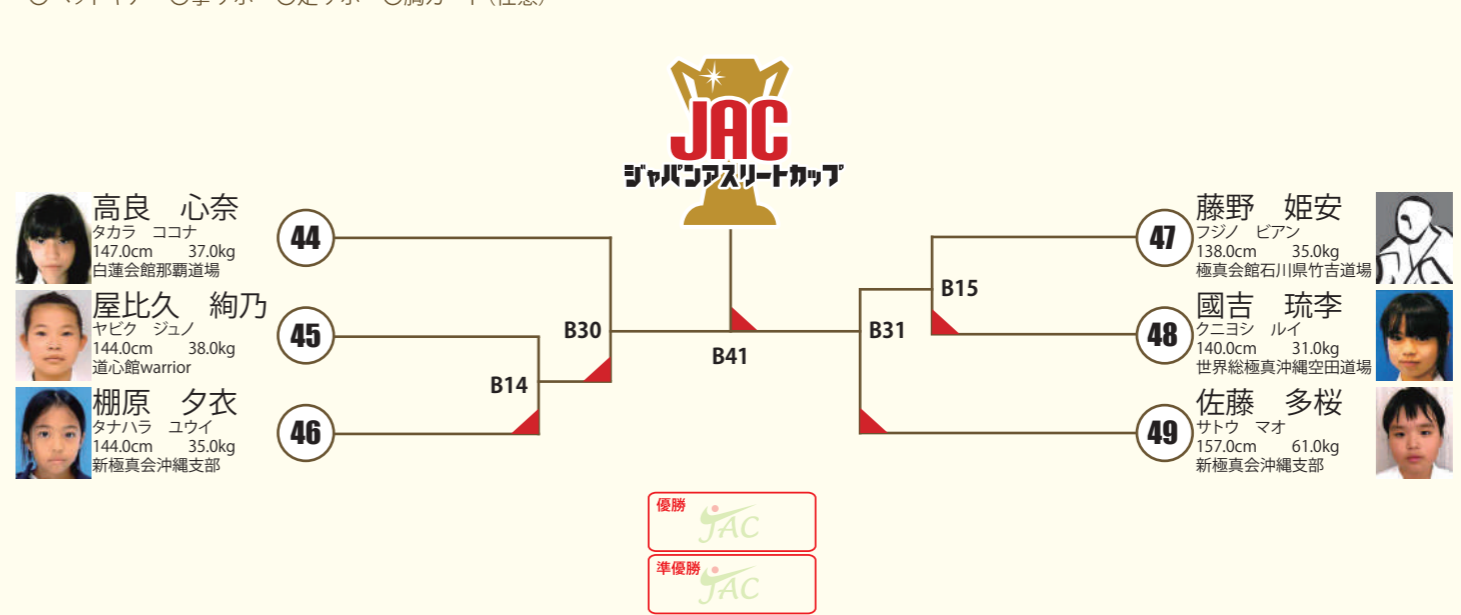 JAC
ジャパンアスリートカップ
高良 心奈
タカラ ココナ
147.0cm 37.0kg
白蓮会館那覇道場
44
屋比久 絢乃
ヤビク ジュノ
144.0cm 38.0kg
道心館warrior
45
棚原 夕衣
タナハラ ユウイ
144.0cm 35.0kg
新極真会沖縄支部
46
B14
B30
B41
B31
B15
47
藤野 姫安
フジノ ビアン
138.0cm 35.0kg
極真会館石川県竹吉道場
48
國吉 琉李
クニヨシ ルイ
140.0cm 31.0kg
世界総極真沖縄空田道場
49
佐藤 多桜
サトウ マオ
157.0cm 61.0kg
新極真会沖縄支部
優勝
JAC
準優勝
JAC